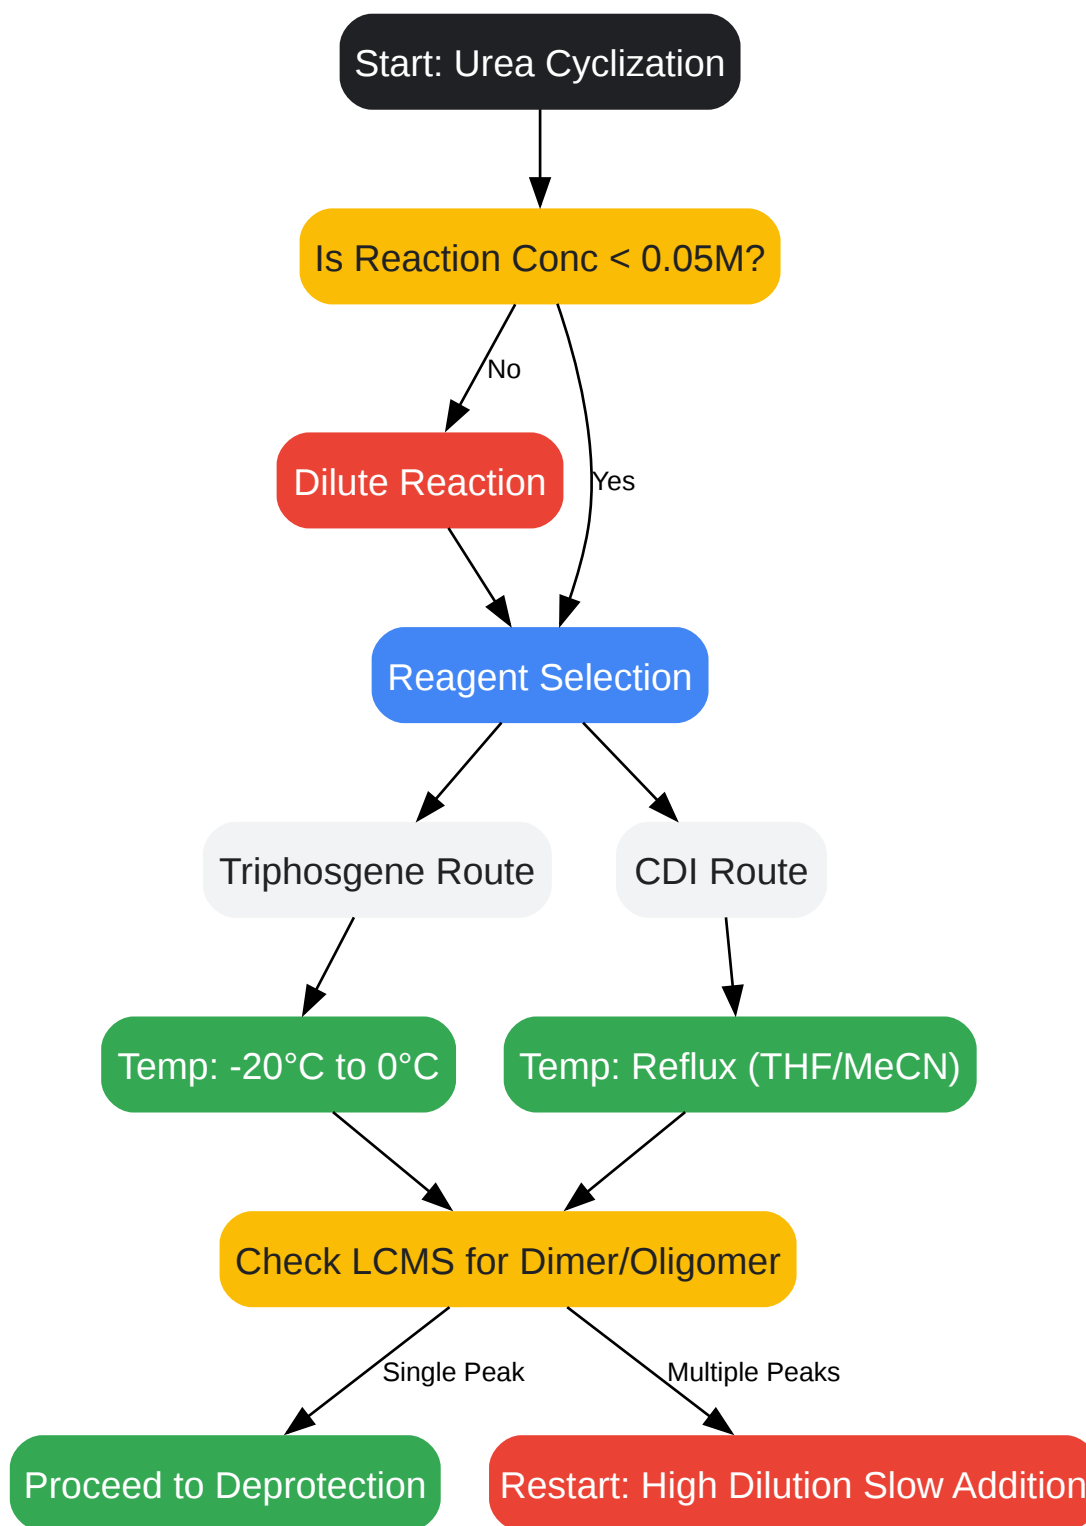 Start: Urea Cyclization
Is Reaction Conc < 0.05M?
No
Dilute Reaction
Yes
Reagent Selection
Triphosgene Route
CDI Route
Temp: -20°C to 0°C
Temp: Reflux (THF/MeCN)
Check LCMS for Dimer/Oligomer
Single Peak
Multiple Peaks
Proceed to Deprotection
Restart: High Dilution Slow Addition